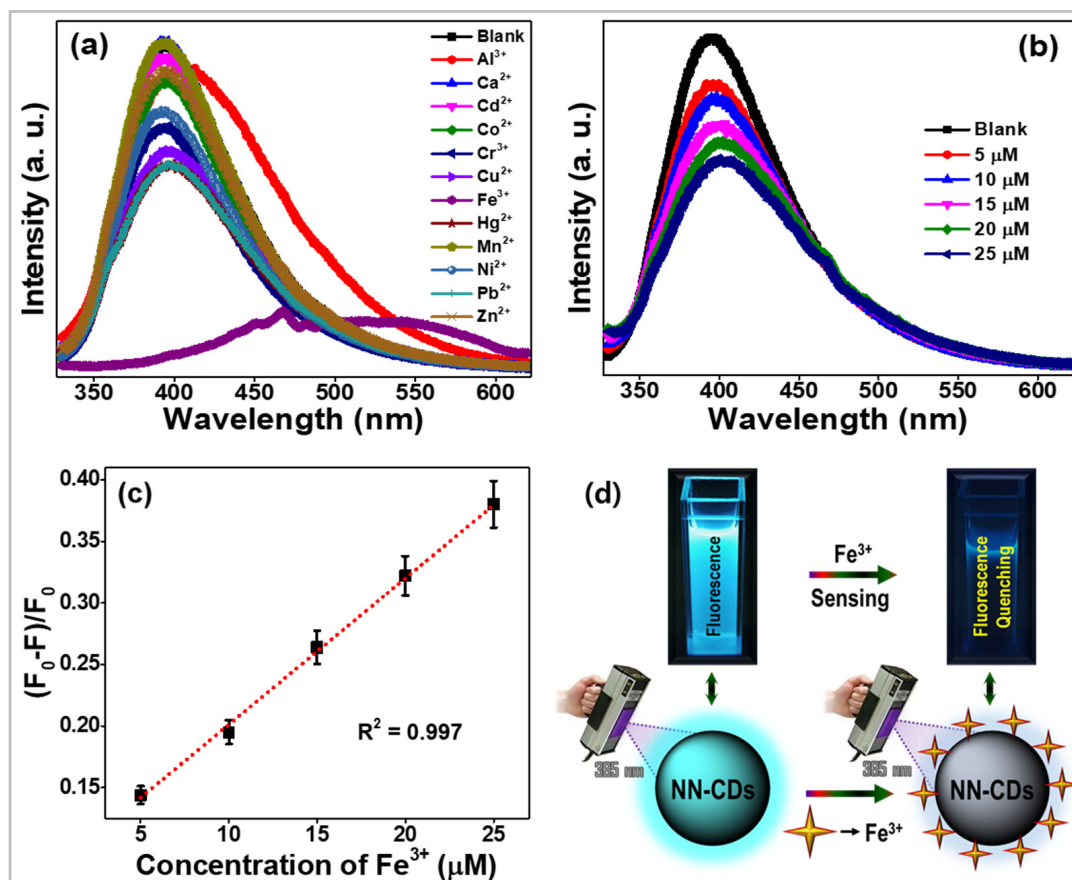 (a)
Intensity (a. u.)
Blank
Al³⁺
Ca²⁺
Cd²⁺
Co²⁺
Cr³⁺
Cu²⁺
Fe³⁺
Hg²⁺
Mn²⁺
Ni²⁺
Pb²⁺
Zn²⁺
350 400 450 500 550 600
Wavelength (nm)
(b)
Intensity (a. u.)
Blank
5 μM
10 μM
15 μM
20 μM
25 μM
350 400 450 500 550 600
Wavelength (nm)
(c)
(F₀-F)/F₀
0.40
0.35
0.30
0.25
0.20
0.15
R² = 0.997
5 10 15 20 25
Concentration of Fe³⁺ (μM)
(d)
Fluorescence
Fe³⁺
Sensing
Fluorescence
Quenching
365 nm
NN-CDs
365 nm
NN-CDs
Fe³⁺